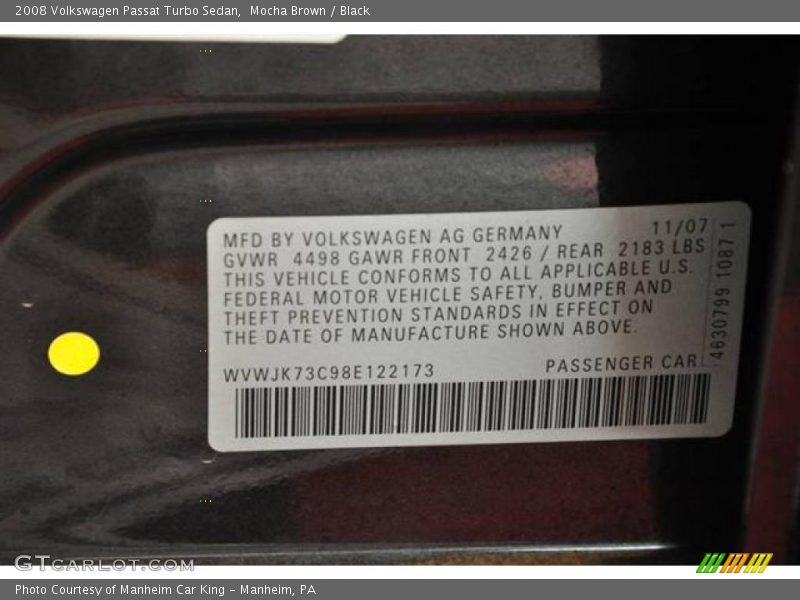 2008 Volkswagen Passat Turbo Sedan,  Mocha Brown / Black
MFD BY VOLKSWAGEN AG GERMANY 11/07
GVWR 4498 GAWR FRONT 2426 / REAR 2183 LBS
THIS VEHICLE CONFORMS TO ALL APPLICABLE U.S.
FEDERAL MOTOR VEHICLE SAFETY, BUMPER AND
THEFT PREVENTION STANDARDS IN EFFECT ON
THE DATE OF MANUFACTURE SHOWN ABOVE.
WVWJK73C98E122173 PASSENGER CAR
4630799 10871
GTCARLOT.COM
Photo Courtesy of Manheim Car King - Manheim, PA